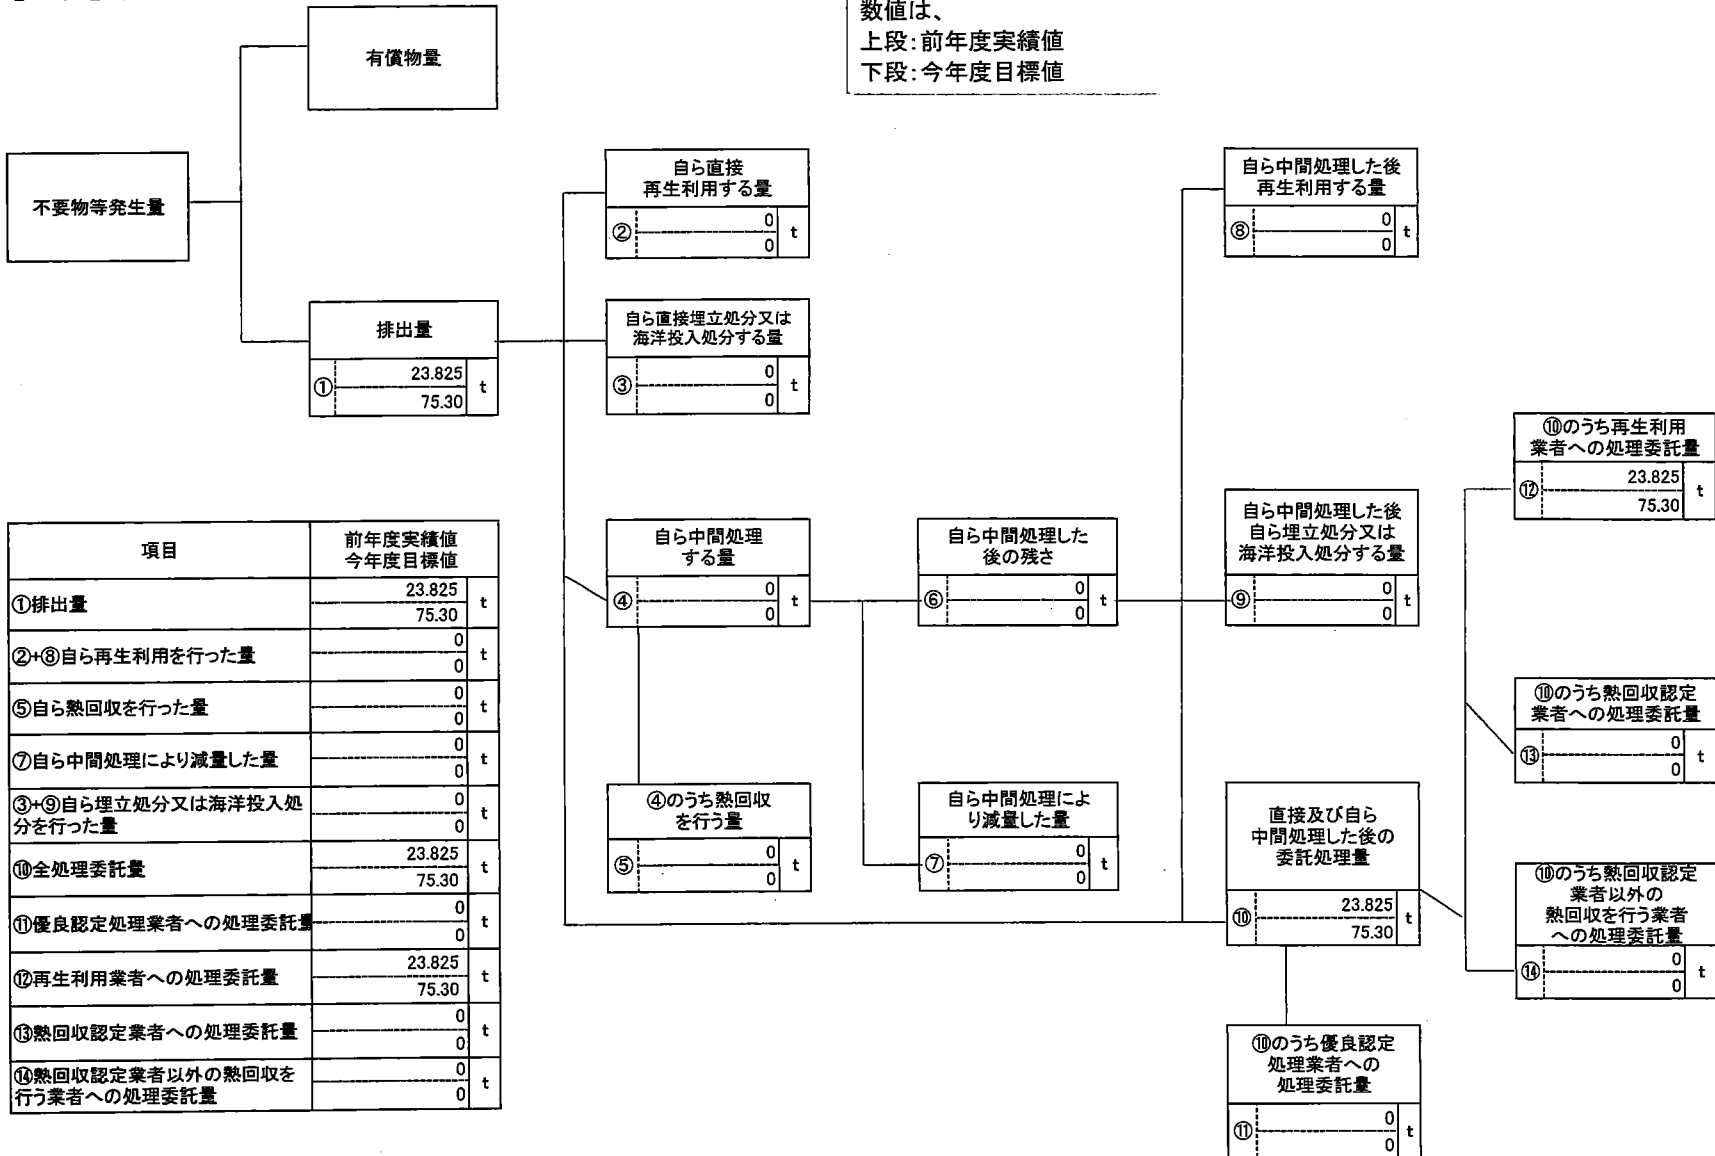 数値は、
上段:前年度実績値
下段:今年度目標値
有償物量
不要物等発生量
排出量
① 23.825 t
75.30
自ら直接
再生利用する量
② 0 t
0
自ら直接埋立処分又は
海洋投入処分する量
③ 0 t
0
自ら中間処理
する量
④ 0 t
0
④のうち熱回収
を行う量
⑤ 0 t
0
自ら中間処理した
後の残さ
⑥ 0 t
0
自ら中間処理によ
り減量した量
⑦ 0 t
0
自ら中間処理した後
再生利用する量
⑧ 0 t
0
自ら中間処理した後
自ら埋立処分又は
海洋投入処分する量
⑨ 0 t
0
直接及び自ら
中間処理した後の
委託処理量
⑩ 23.825 t
75.30
⑩のうち優良認定
処理業者への
処理委託量
⑪ 0 t
0
⑩のうち再生利用
業者への処理委託量
⑫ 23.825 t
75.30
⑩のうち熱回収認定
業者への処理委託量
⑬ 0 t
0
⑩のうち熱回収認定
業者以外の
熱回収を行う業者
への処理委託量
⑭ 0 t
0
項目 前年度実績値
今年度目標値
①排出量 23.825 t
75.30
②+⑧自ら再生利用を行った量 0 t
0
⑤自ら熱回収を行った量 0 t
0
⑦自ら中間処理により減量した量 0 t
0
③+⑨自ら埋立処分又は海洋投入処 0 t
分を行った量 0
⑩全処理委託量 23.825 t
75.30
⑪優良認定処理業者への処理委託量 0 t
0
⑫再生利用業者への処理委託量 23.825 t
75.30
⑬熱回収認定業者への処理委託量 0 t
0
⑭熱回収認定業者以外の熱回収を 0 t
行う業者への処理委託量 0